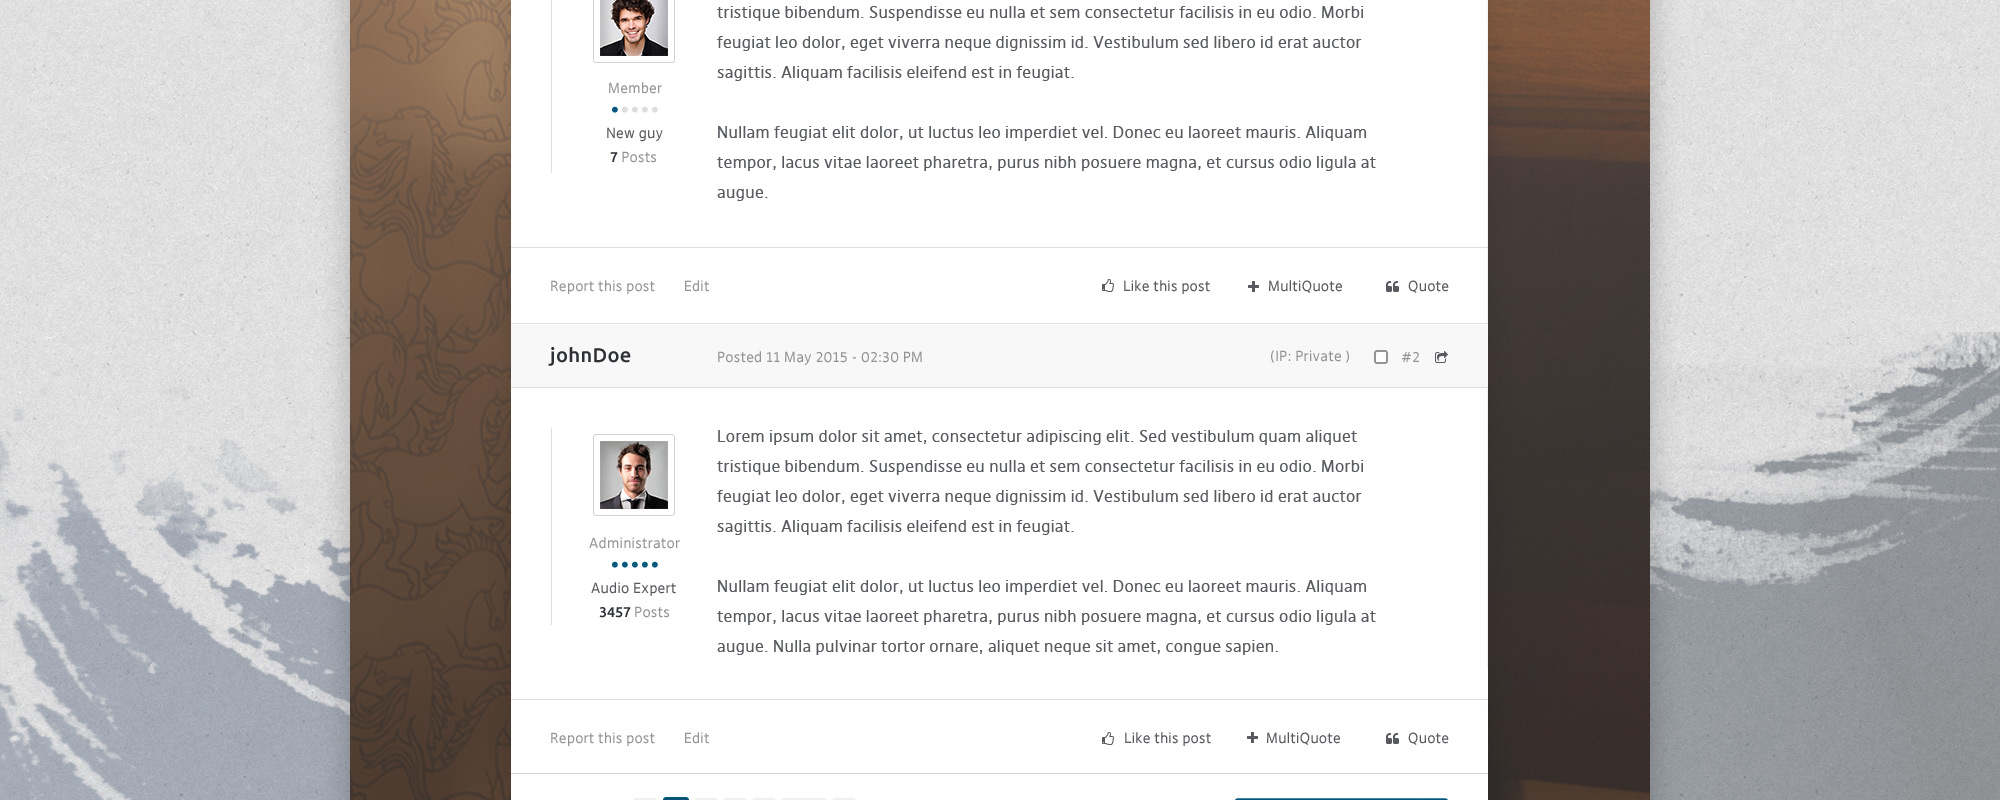 tristique bibendum. Suspendisse eu nulla et sem consectetur facilisis in eu odio. Morbi
feugiat leo dolor, eget viverra neque dignissim id. Vestibulum sed libero id erat auctor
sagittis. Aliquam facilisis eleifend est in feugiat.
Member
New guy
7 Posts
Nullam feugiat elit dolor, ut luctus leo imperdiet vel. Donec eu laoreet mauris. Aliquam
tempor, lacus vitae laoreet pharetra, purus nibh posuere magna, et cursus odio ligula at
augue.
Report this post Edit Like this post MultiQuote Quote
johnDoe Posted 11 May 2015 - 02:30 PM (IP: Private ) #2
Lorem ipsum dolor sit amet, consectetur adipiscing elit. Sed vestibulum quam aliquet
tristique bibendum. Suspendisse eu nulla et sem consectetur facilisis in eu odio. Morbi
feugiat leo dolor, eget viverra neque dignissim id. Vestibulum sed libero id erat auctor
sagittis. Aliquam facilisis eleifend est in feugiat.
Administrator
Audio Expert
3457 Posts
Nullam feugiat elit dolor, ut luctus leo imperdiet vel. Donec eu laoreet mauris. Aliquam
tempor, lacus vitae laoreet pharetra, purus nibh posuere magna, et cursus odio ligula at
augue. Nulla pulvinar tortor ornare, aliquet neque sit amet, congue sapien.
Report this post Edit Like this post MultiQuote Quote